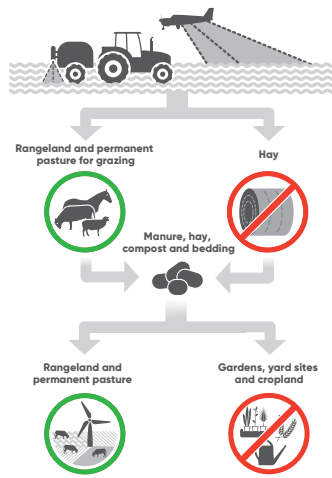 Rangeland and permanent
pasture for grazing
Hay
Manure, hay,
compost and bedding
Rangeland and
permanent pasture
Gardens, yard sites
and cropland